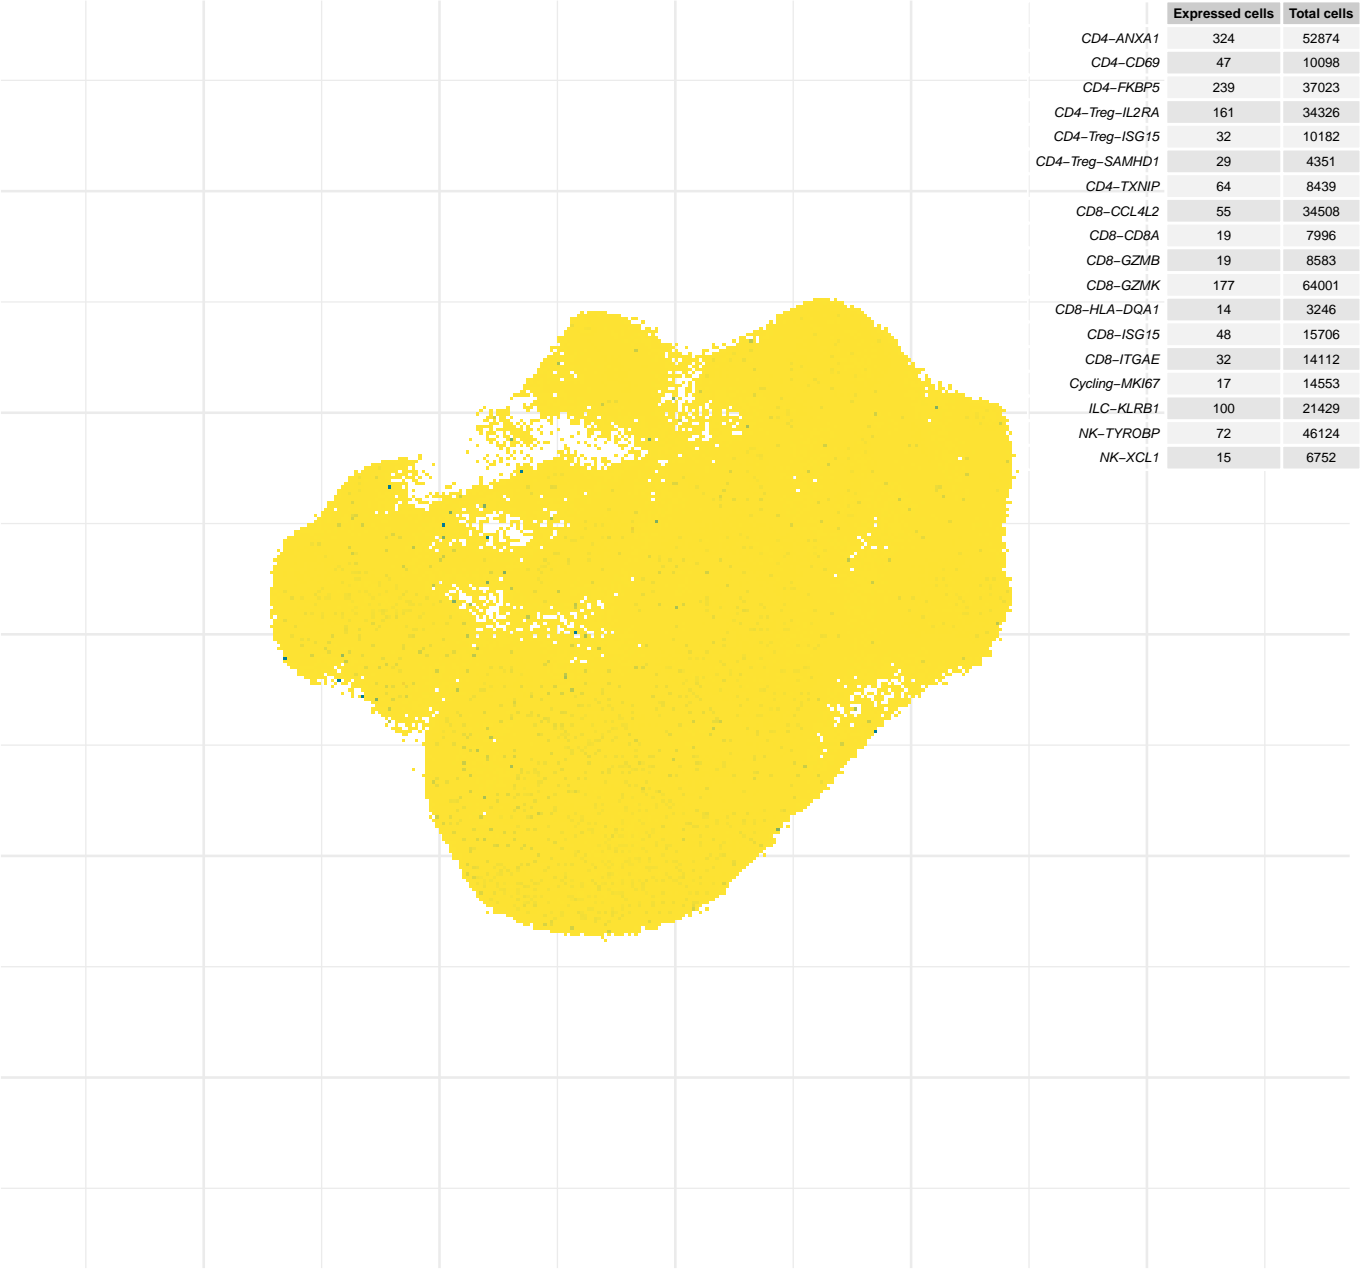 Expressed cells Total cells
CD4−ANXA1 324 52874
CD4−CD69 47 10098
CD4−FKBP5 239 37023
CD4−Treg−IL2RA 161 34326
CD4−Treg−ISG15 32 10182
CD4−Treg−SAMHD1 29 4351
CD4−TXNIP 64 8439
CD8−CCL4L2 55 34508
CD8−CD8A 19 7996
CD8−GZMB 19 8583
CD8−GZMK 177 64001
CD8−HLA−DQA1 14 3246
CD8−ISG15 48 15706
CD8−ITGAE 32 14112
Cycling−MKI67 17 14553
ILC−KLRB1 100 21429
NK−TYROBP 72 46124
NK−XCL1 15 6752